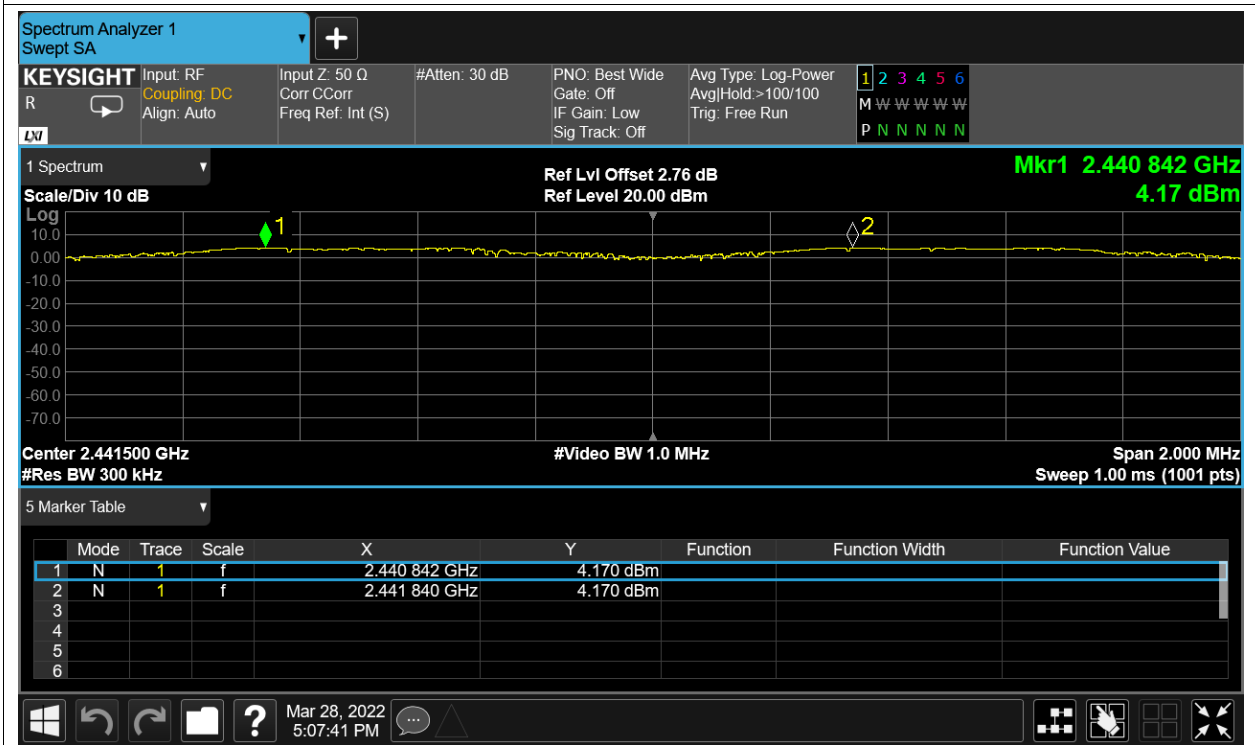 Spectrum Analyzer 1
Swept SA
+
KEYSIGHT Input: RF Input Z: 50 Ω #Atten: 30 dB PNO: Best Wide Avg Type: Log-Power 1 2 3 4 5 6
R Coupling: DC Corr CCorr Gate: Off Avg|Hold:>100/100 M W W W W W
Align: Auto Freq Ref: Int (S) IF Gain: Low Trig: Free Run
LXI Sig Track: Off P N N N N N
1 Spectrum Ref Lvl Offset 2.76 dB Mkr1 2.440 842 GHz
Scale/Div 10 dB Ref Level 20.00 dBm 4.17 dBm
Log
1 2
10.0
0.00
-10.0
-20.0
-30.0
-40.0
-50.0
-60.0
-70.0
Center 2.441500 GHz #Video BW 1.0 MHz Span 2.000 MHz
#Res BW 300 kHz Sweep 1.00 ms (1001 pts)
5 Marker Table
Mode Trace Scale X Y Function Function Width Function Value
1 N 1 f 2.440 842 GHz 4.170 dBm
2 N 1 f 2.441 840 GHz 4.170 dBm
3
4
5
6
? Mar 28, 2022
5:07:41 PM